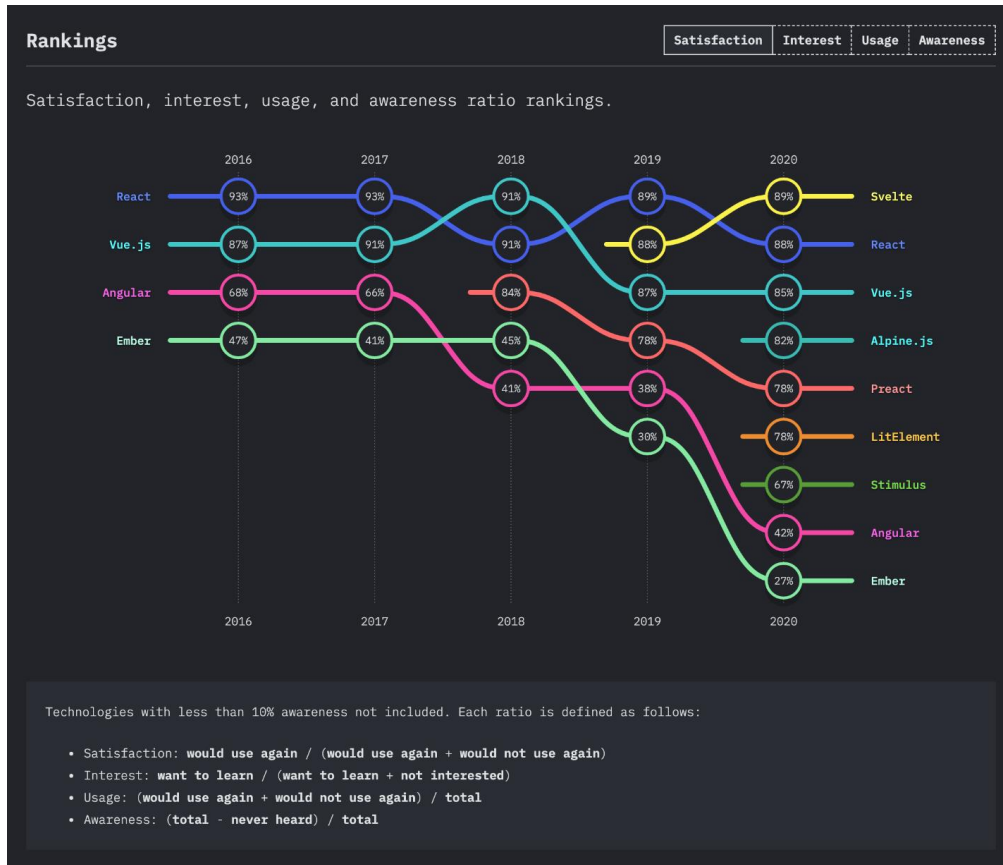 Rankings
Satisfaction Interest Usage Awareness
Satisfaction, interest, usage, and awareness ratio rankings.
2016 2017 2018 2019 2020
React 93% 93% 91% 89% 89% Svelte
Vue.js 87% 91% 91% 88% 88% React
Angular 68% 66% 84% 87% 85% Vue.js
Ember 47% 41% 45% 78% 82% Alpine.js
41% 38% 78% Preact
30% 78% LitElement
67% Stimulus
42% Angular
27% Ember
2016 2017 2018 2019 2020
Technologies with less than 10% awareness not included. Each ratio is defined as follows:
• Satisfaction: would use again / (would use again + would not use again)
• Interest: want to learn / (want to learn + not interested)
• Usage: (would use again + would not use again) / total
• Awareness: (total - never heard) / total